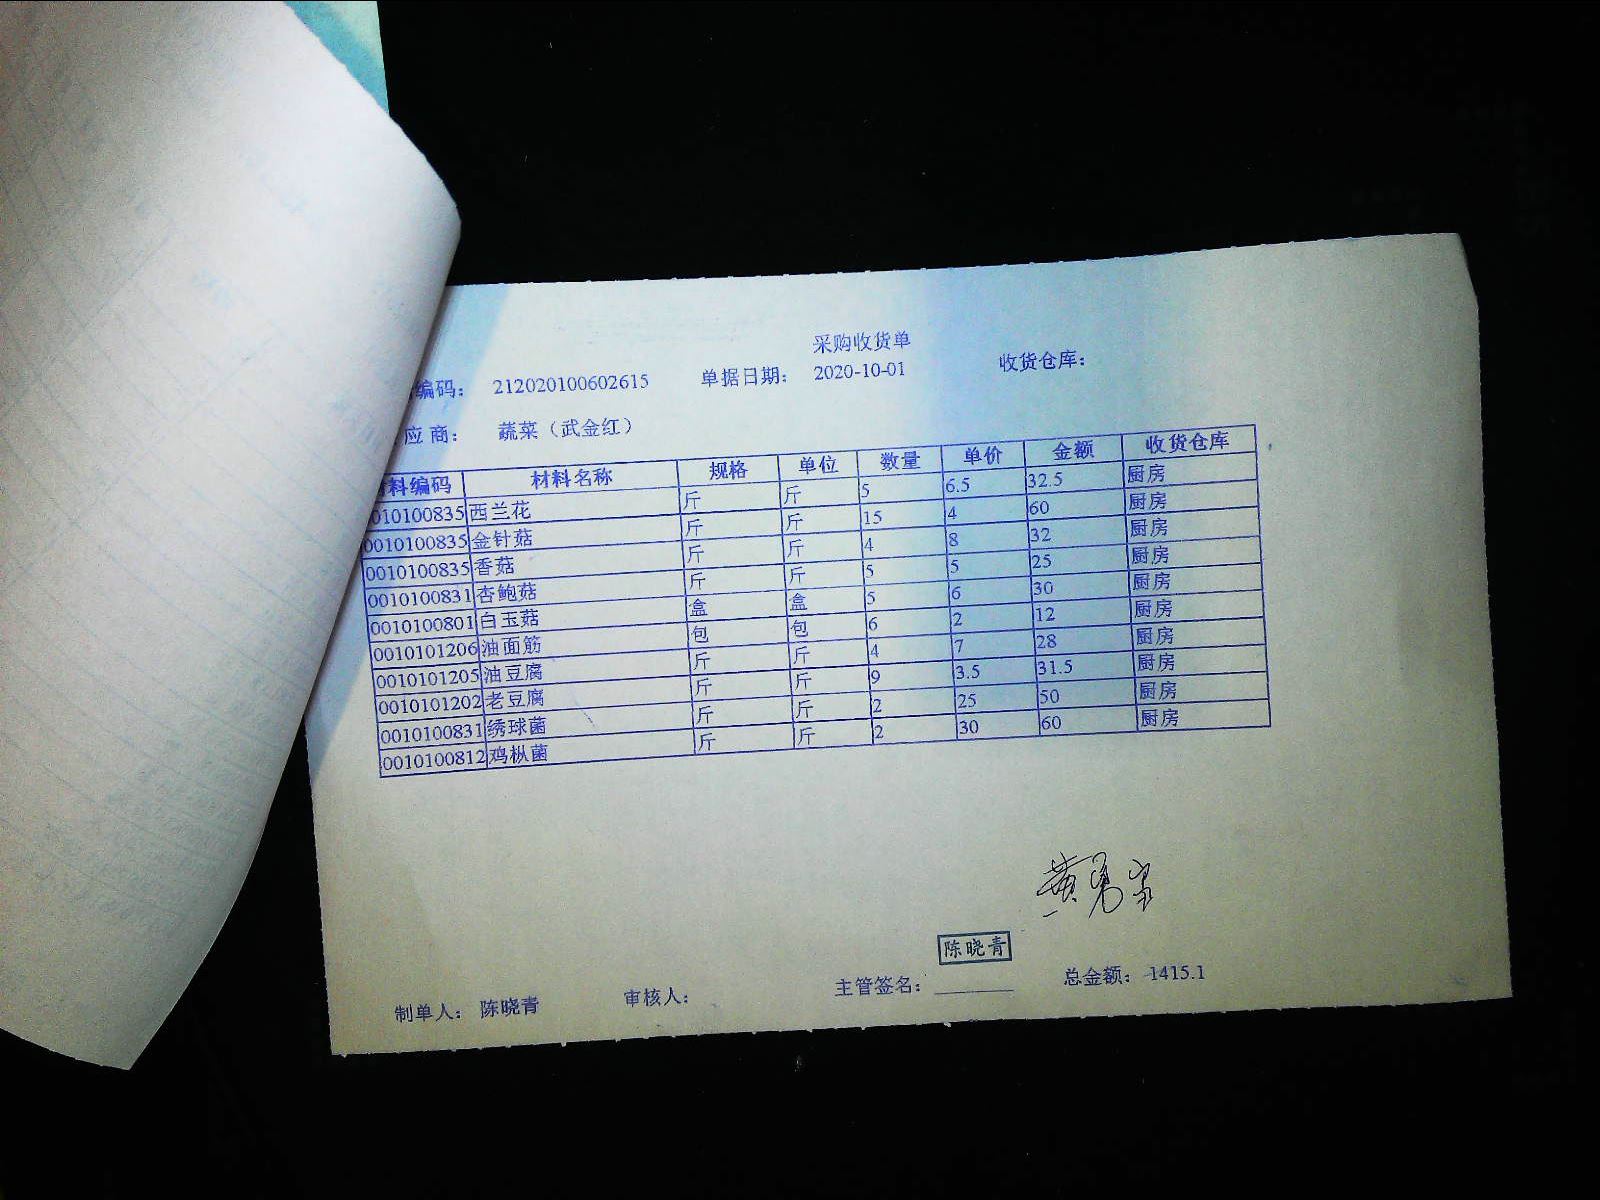 采购收货单
编码： 212020100602615 单据日期： 2020-10-01 收货仓库：
应商： 蔬菜（武金红）
料编码 材料名称 规格 单位 数量 单价 金额 收货仓库
010100835 西兰花 斤 斤 5 6.5 32.5 厨房
0010100835 金针菇 斤 斤 15 4 60 厨房
0010100835 香菇 斤 斤 4 8 32 厨房
0010100831 杏鲍菇 斤 斤 5 5 25 厨房
0010100801 白玉菇 盒 盒 5 6 30 厨房
0010101206 油面筋 包 包 6 2 12 厨房
0010101205 油豆腐 斤 斤 4 7 28 厨房
0010101202 老豆腐 斤 斤 9 3.5 31.5 厨房
0010100831 绣球菌 斤 斤 2 25 50 厨房
0010100812 鸡枞菌 斤 斤 2 30 60 厨房
陈晓青
制单人： 陈晓青 审核人： 主管签名： 总金额： 1415.1